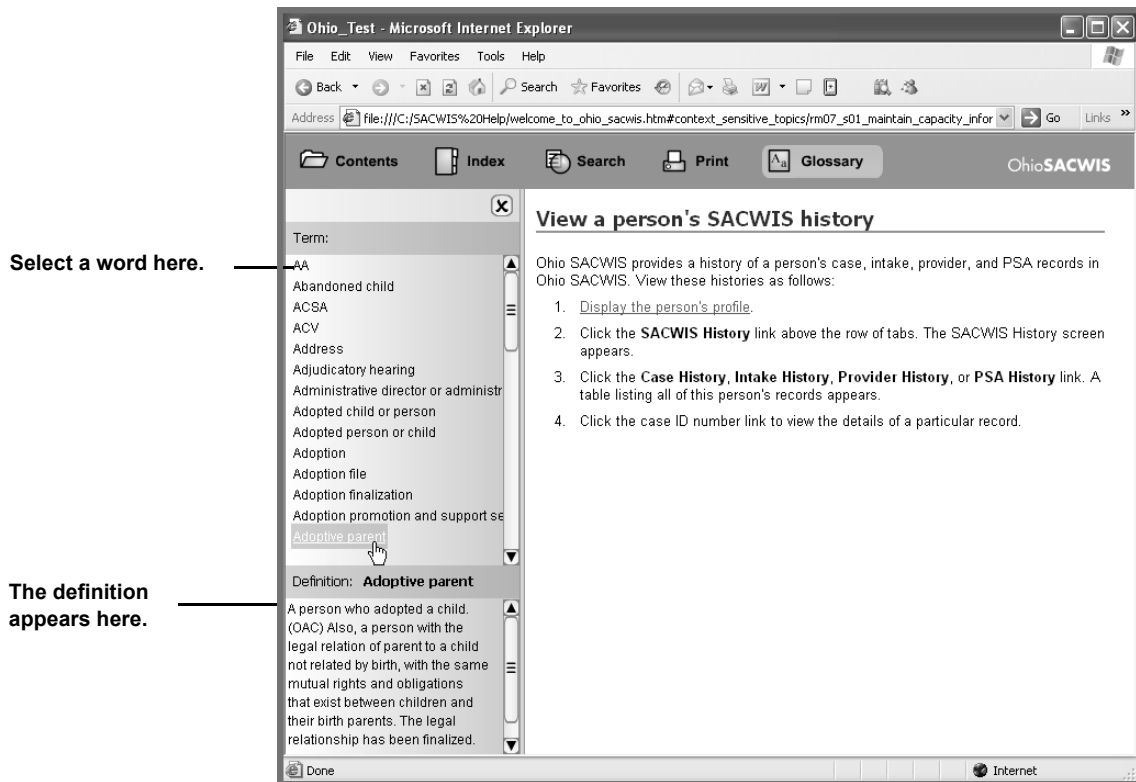 Ohio_Test - Microsoft Internet Explorer
File Edit View Favorites Tools Help
Back Search Favorites
Address file:///C:/SACWIS%20Help/welcome_to_ohio_sacwis.htm#context_sensitive_topics/rm07_s01_maintain_capacity_infor Go Links »
Contents Index Search Print Glossary OhioSACWIS
Term:
Select a word here.
AA
Abandoned child
ACSA
ACV
Address
Adjudicatory hearing
Administrative director or administr
Adopted child or person
Adopted person or child
Adoption
Adoption file
Adoption finalization
Adoption promotion and support se
Adoptive parent
Definition: Adoptive parent
The definition
appears here.
A person who adopted a child.
(OAC) Also, a person with the
legal relation of parent to a child
not related by birth, with the same
mutual rights and obligations
that exist between children and
their birth parents. The legal
relationship has been finalized.
View a person's SACWIS history
Ohio SACWIS provides a history of a person's case, intake, provider, and PSA records in
Ohio SACWIS. View these histories as follows:
1. Display the person's profile.
2. Click the SACWIS History link above the row of tabs. The SACWIS History screen
appears.
3. Click the Case History, Intake History, Provider History, or PSA History link. A
table listing all of this person's records appears.
4. Click the case ID number link to view the details of a particular record.
Done Internet